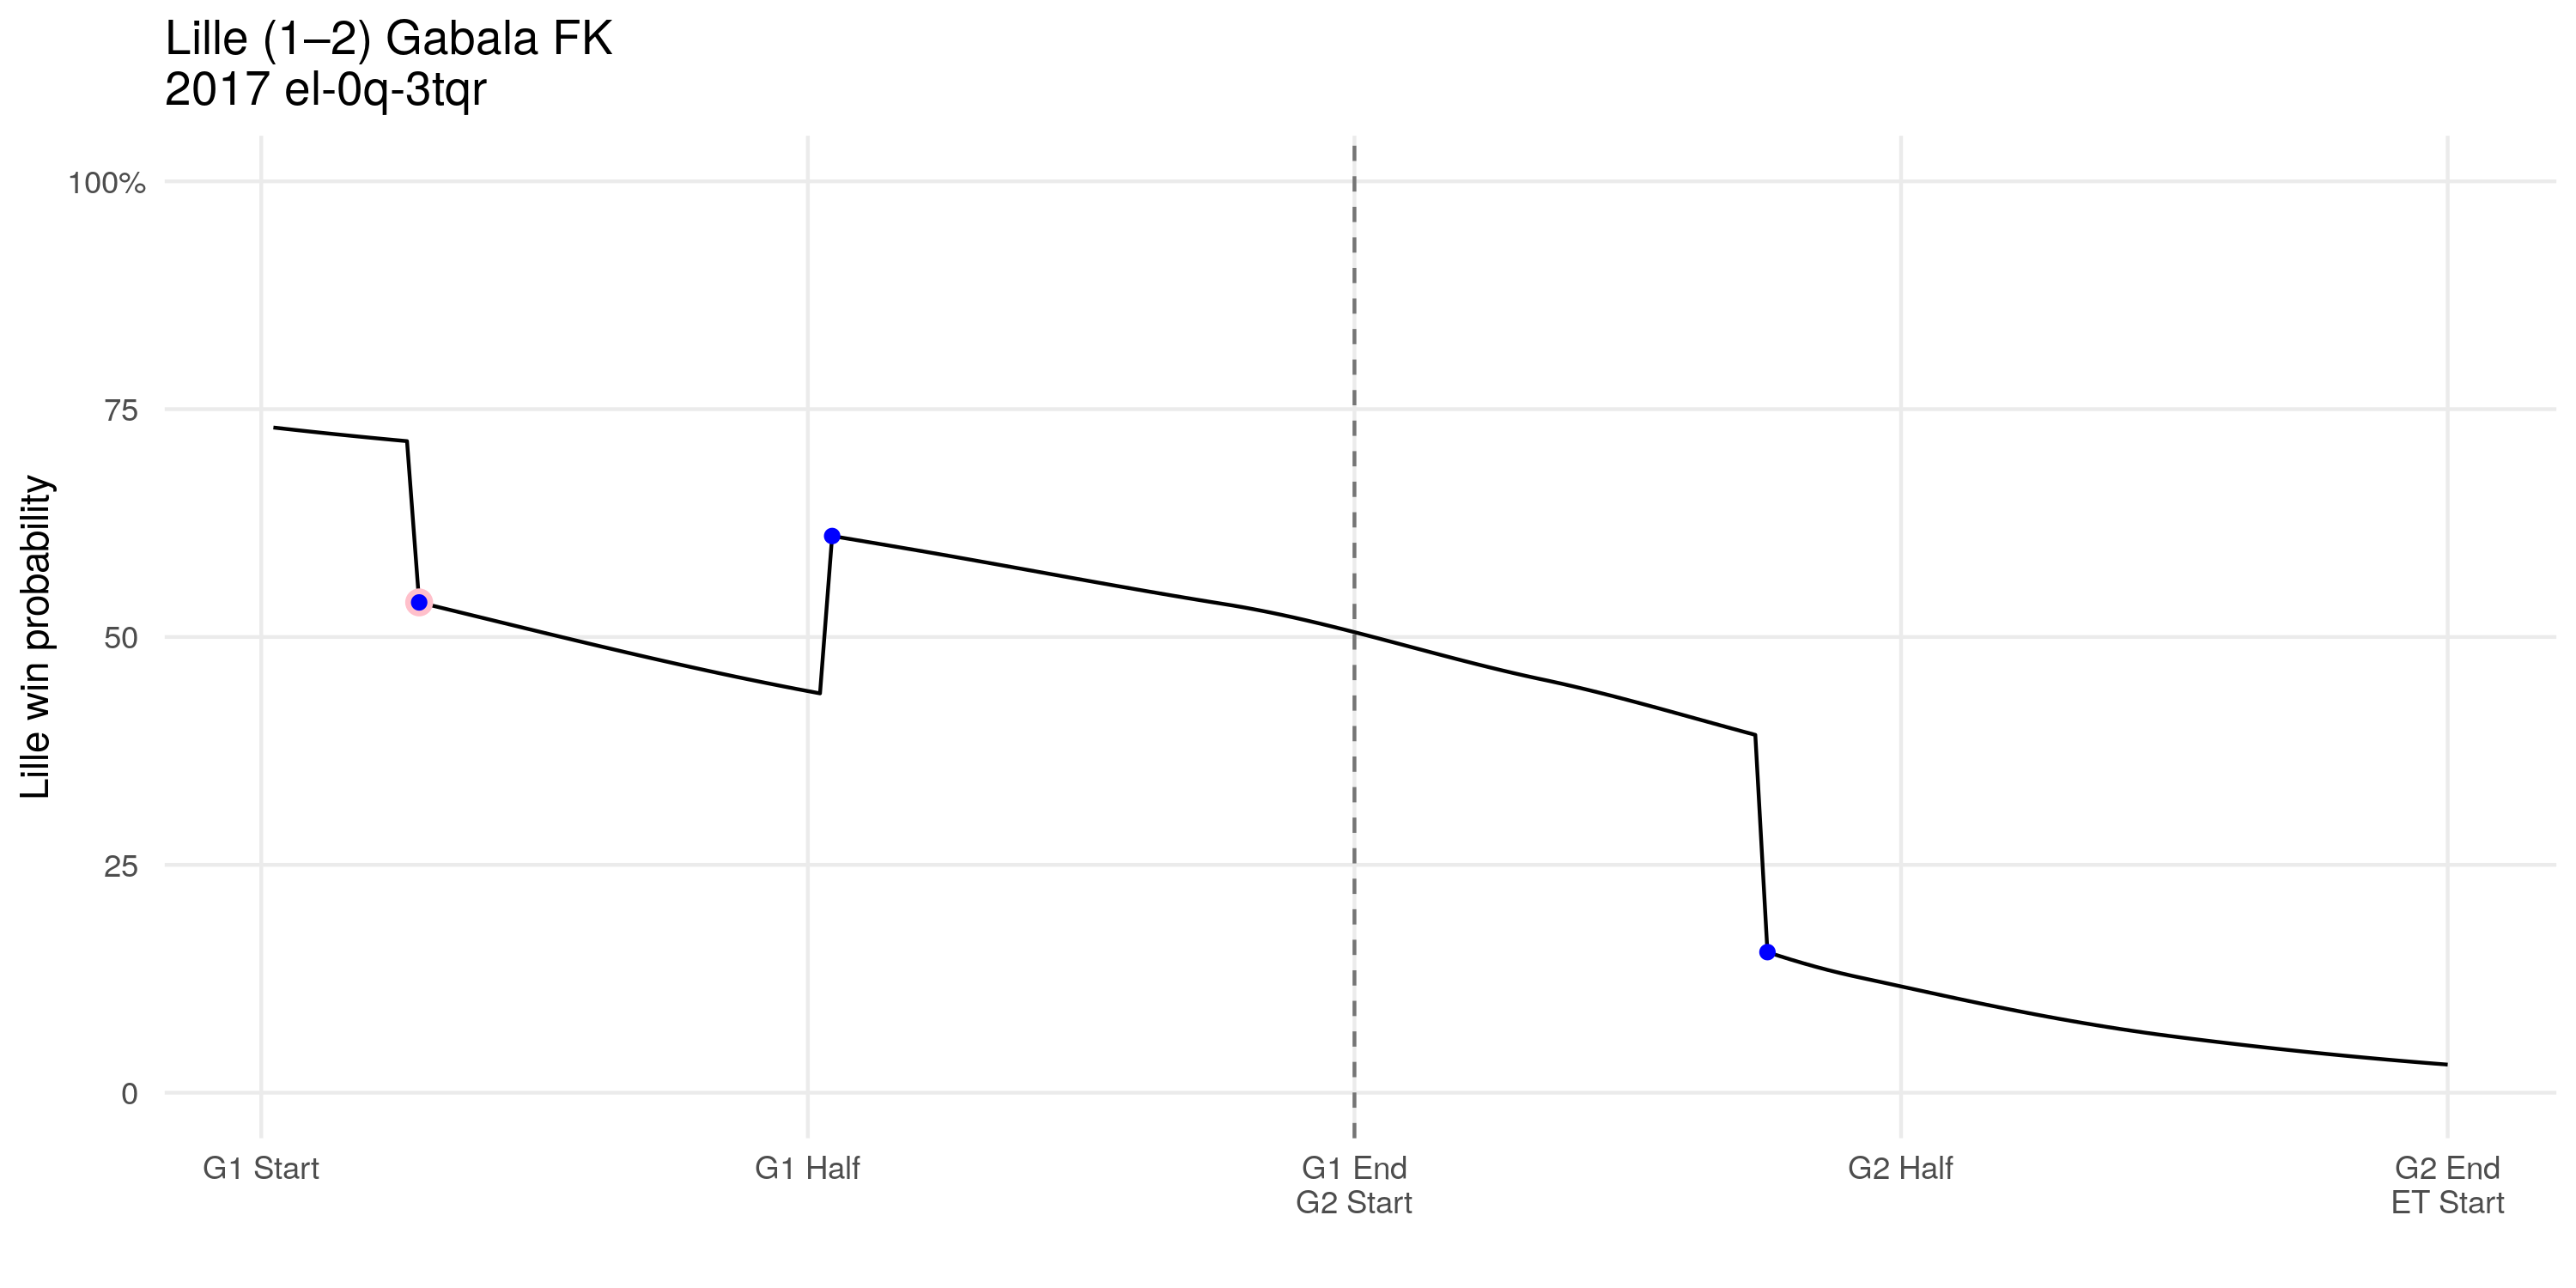 Lille (1–2) Gabala FK
2017 el-0q-3tqr
100%
75
50
25
0
Lille win probability
G1 Start
G1 Half
G1 End
G2 Start
G2 Half
G2 End
ET Start